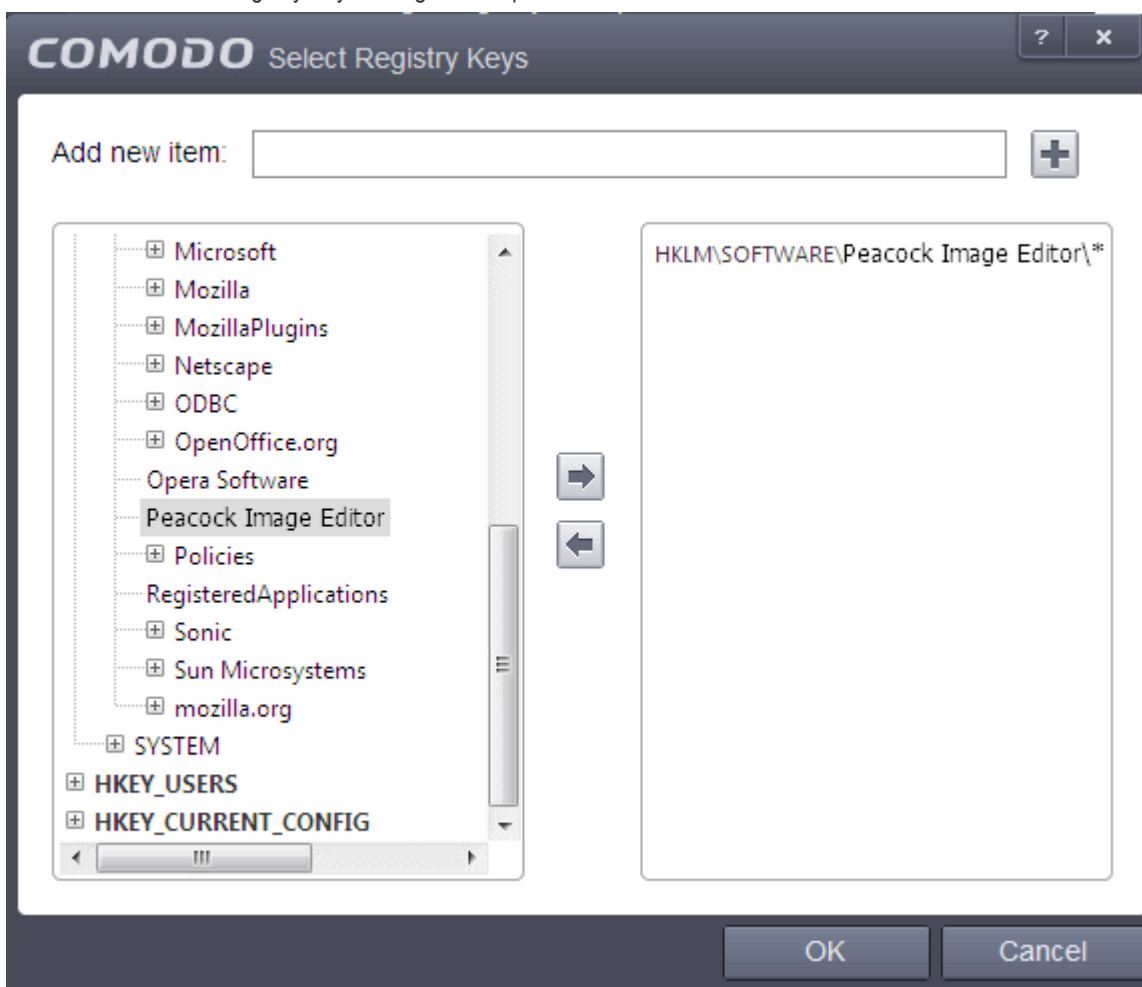 COMODO Select Registry Keys
? ×
Add new item:
Microsoft
Mozilla
MozillaPlugins
Netscape
ODBC
OpenOffice.org
Opera Software
Peacock Image Editor
Policies
RegisteredApplications
Sonic
Sun Microsystems
mozilla.org
SYSTEM
HKEY_USERS
HKEY_CURRENT_CONFIG
HKLM\SOFTWARE\Peacock Image Editor\*
OK
Cancel